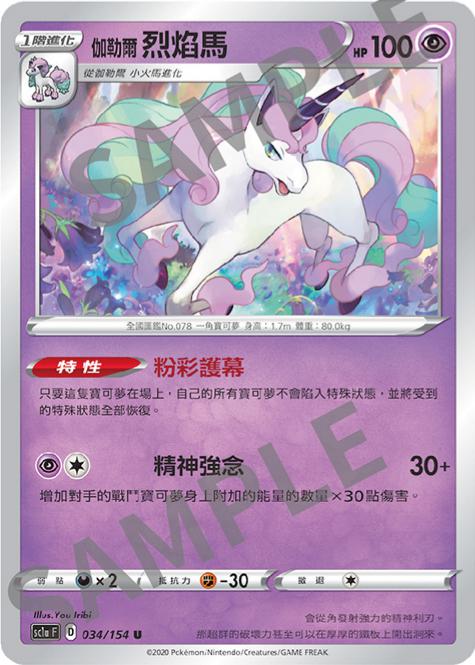 1階進化
伽勒爾 烈焰馬
HP 100
從伽勒爾 小火馬進化
SAMPLE
全國圖鑑No.078 一角寶可夢 身高：1.7m 體重：80.0kg
特性 粉彩護幕
只要這隻寶可夢在場上，自己的所有寶可夢不會陷入特殊狀態，並將受到
的特殊狀態全部恢復。
精神強念 30+
增加對手的戰鬥寶可夢身上附加的能量的數量×30點傷害。
SAMPLE
弱點 ×2 抵抗力 -30 撤退
Illus. You Iribi
sc1a F D 034/154 U
會從角發射強力的精神利刃。
那超群的破壞力甚至可以在厚厚的鐵板上開出洞來。
©2020 Pokémon/Nintendo/Creatures/GAME FREAK